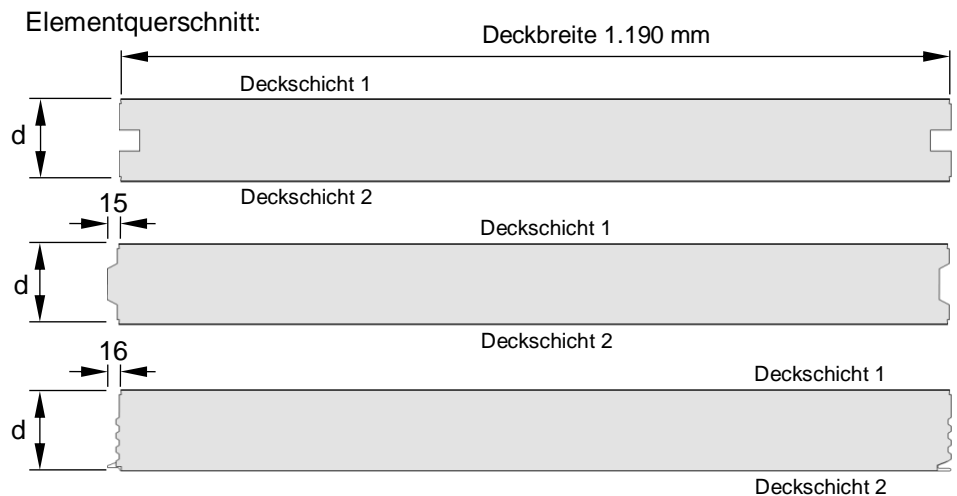 Elementquerschnitt:
Deckbreite 1.190 mm
Deckschicht 1
d
Deckschicht 2
15
Deckschicht 1
d
Deckschicht 2
16
Deckschicht 1
d
Deckschicht 2